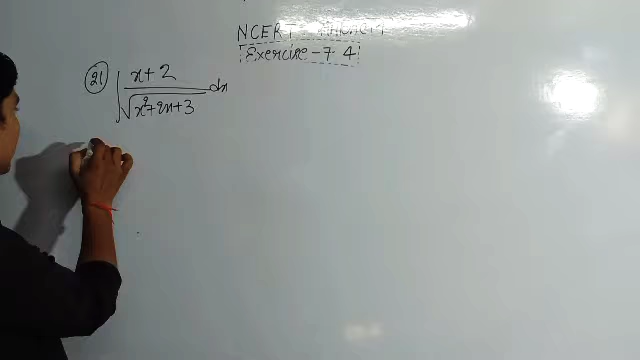 NCERT
Exercise-7.4
21 ∫ x+2 / √(x²+2x+3) dx